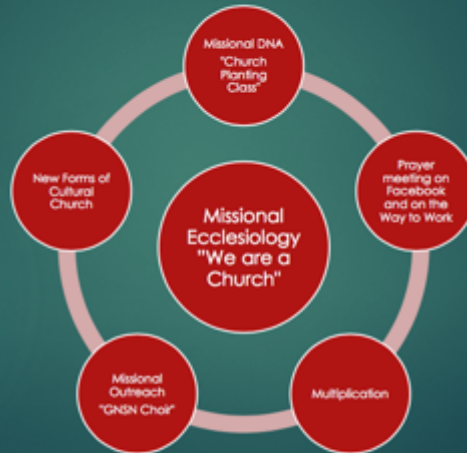 Missional DNA
"Church
Planting
Class"
Prayer
meeting on
Facebook
and on the
Way to Work
Multiplication
Missional
Outreach
"GNSN Choir"
New Forms of
Cultural
Church
Missional
Ecclesiology
"We are a
Church"